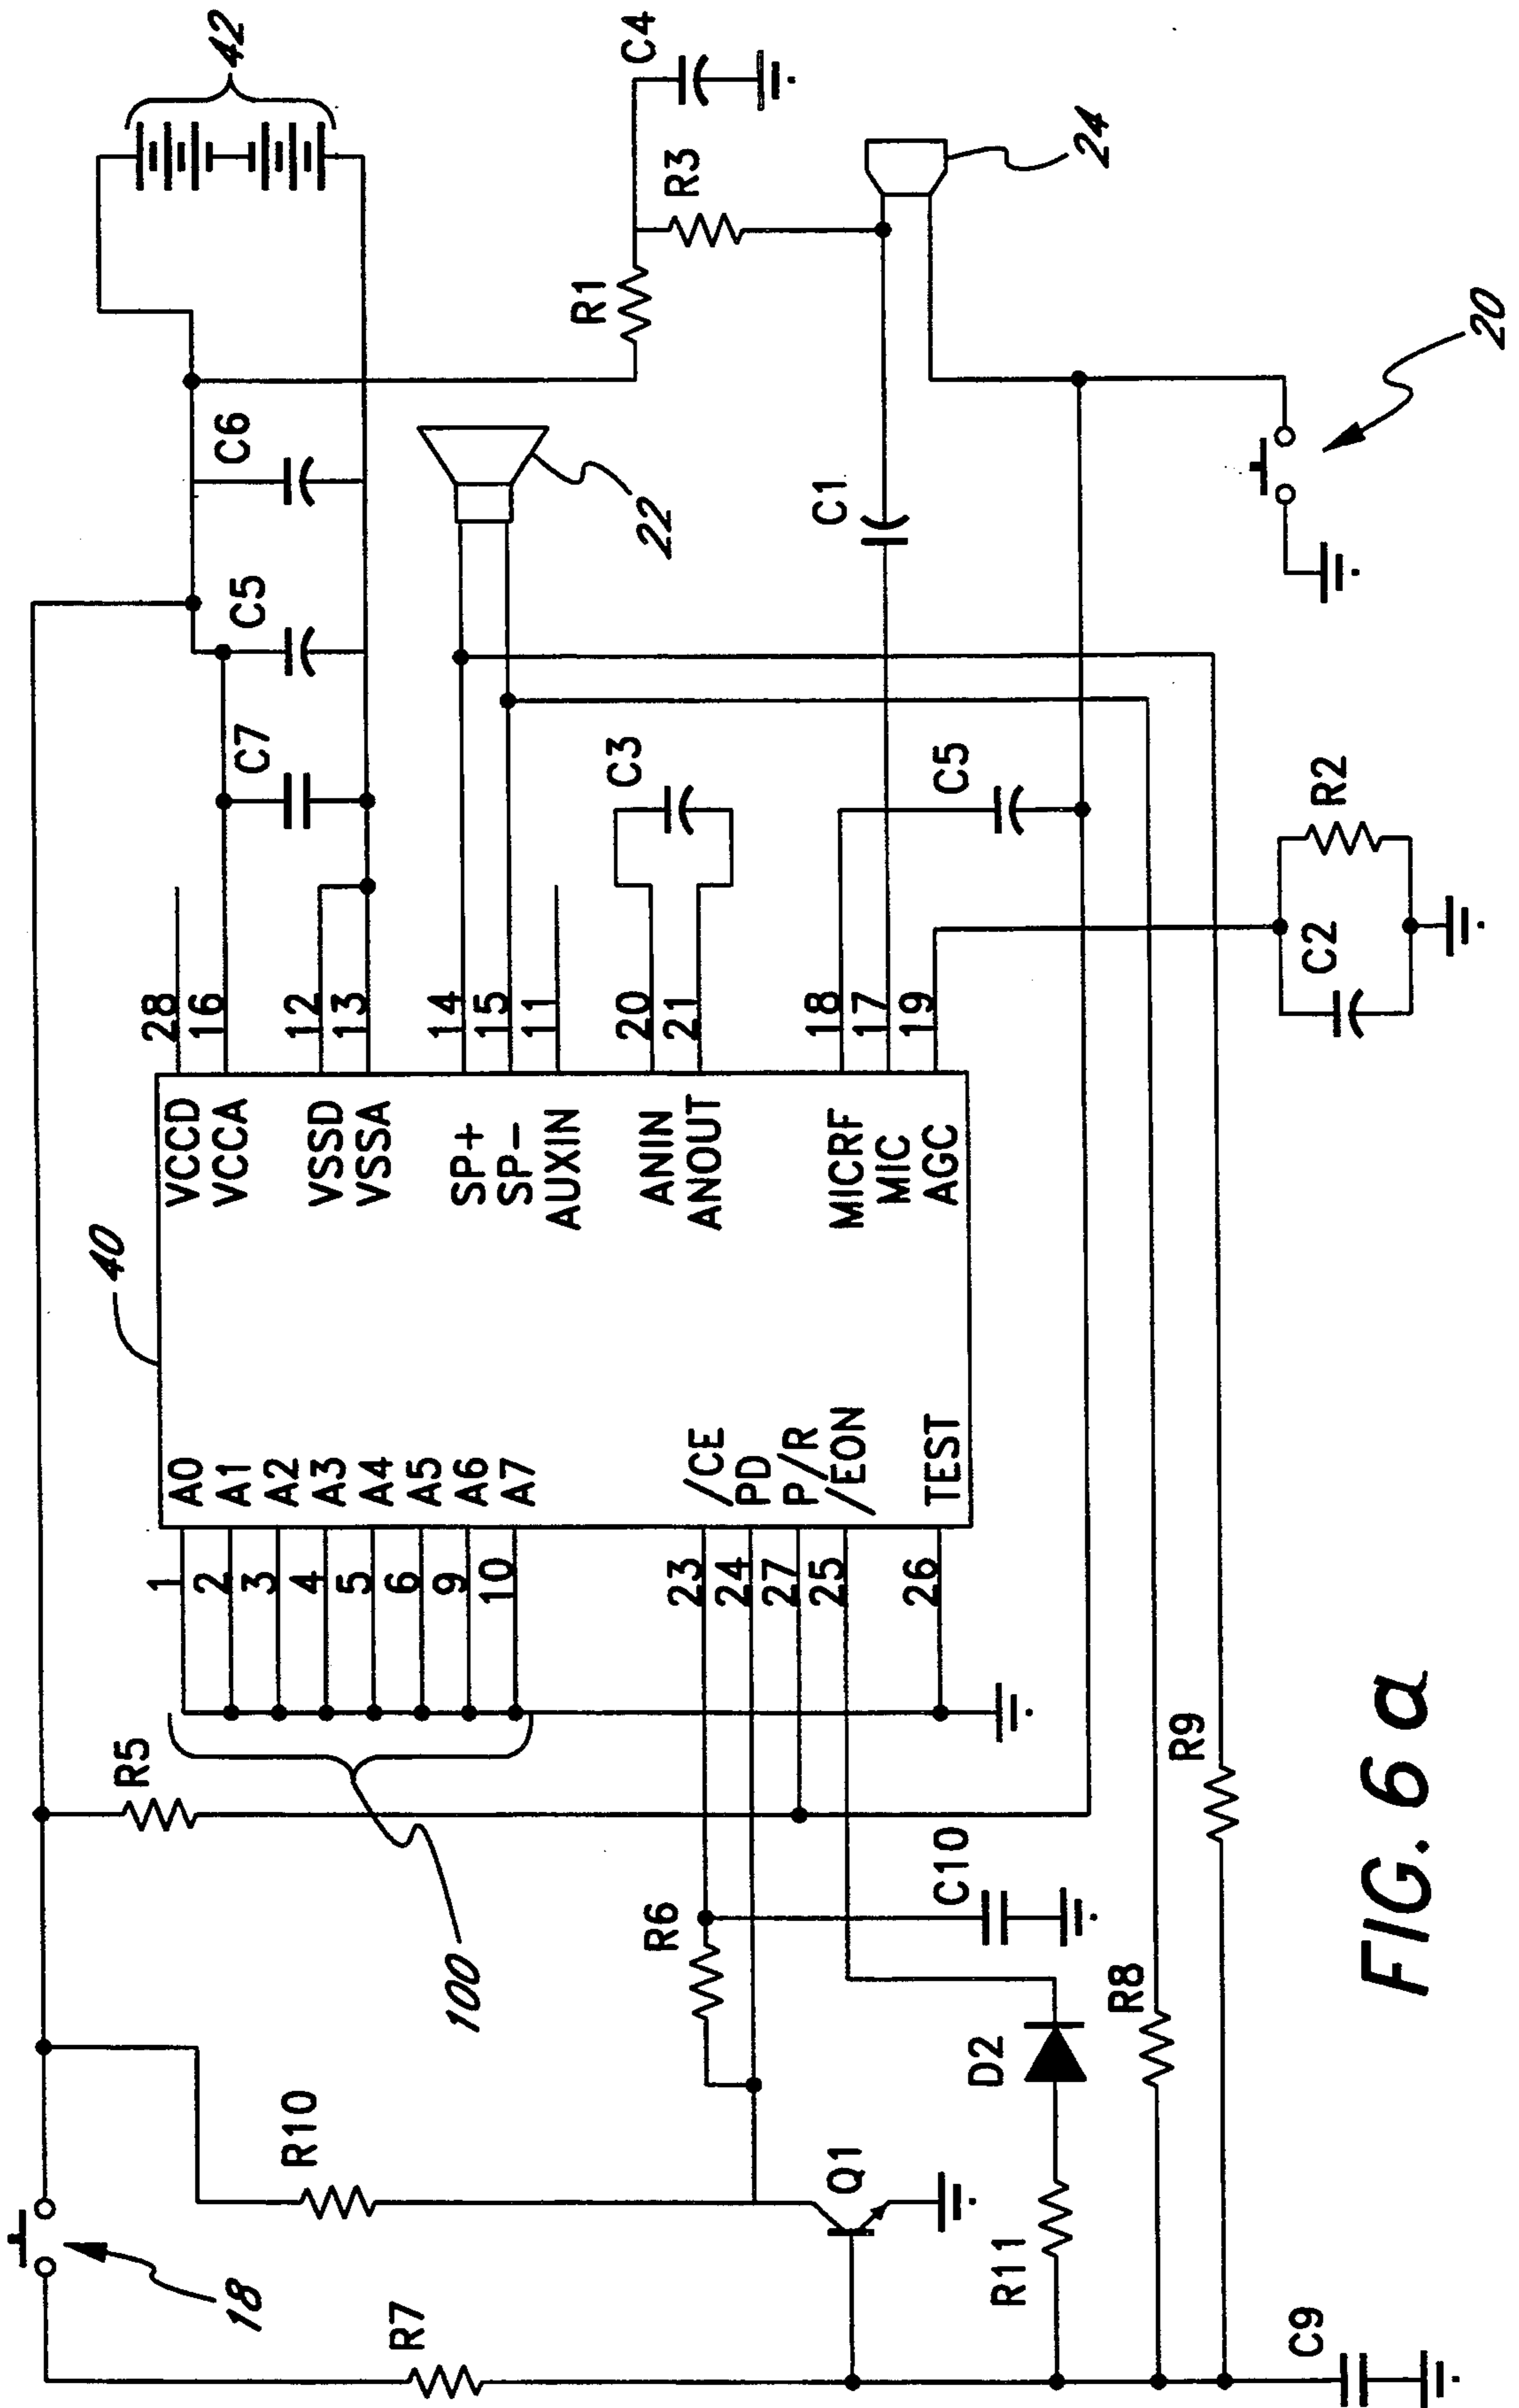 42
C4
R3
R1
24
C6
C5
C7
22
C1
20
C3
C5
R2
C2
28
16
12
13
14
15
11
20
21
18
17
19
40
VCCD
VCCA
VSSD
VSSA
SP+
SP-
AUXIN
ANIN
ANOUT
MICRF
MIC
AGC
A0
A1
A2
A3
A4
A5
A6
A7
/CE
PD
P/R
/EON
TEST
1
2
3
4
5
6
9
10
23
24
27
25
26
R5
100
R6
C10
R9
R8
D2
R10
Q1
R11
18
R7
C9
FIG. 6a